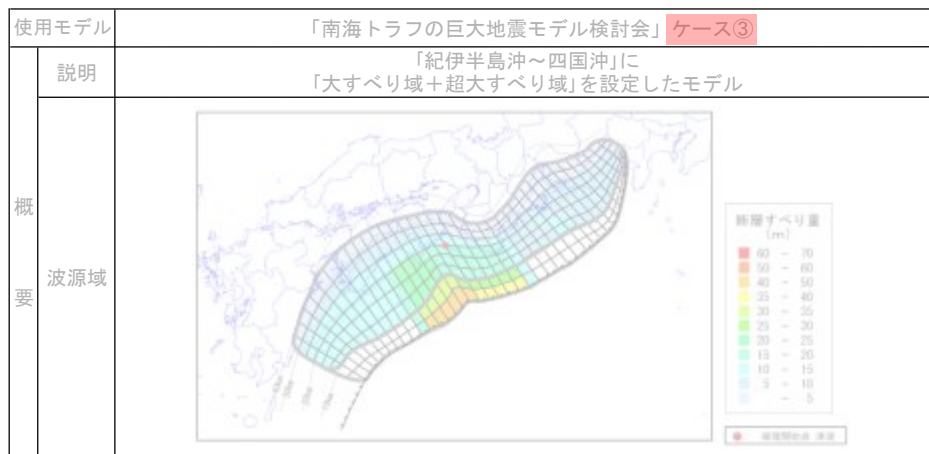 使用モデル
「南海トラフの巨大地震モデル検討会」ケース③
概要
説明
「紀伊半島沖～四国沖」に
「大すべり域＋超大すべり域」を設定したモデル
波源域
断層すべり量
(m)
60 - 70
50 - 60
40 - 50
35 - 40
30 - 35
25 - 30
20 - 25
15 - 20
10 - 15
5 - 10
- 5